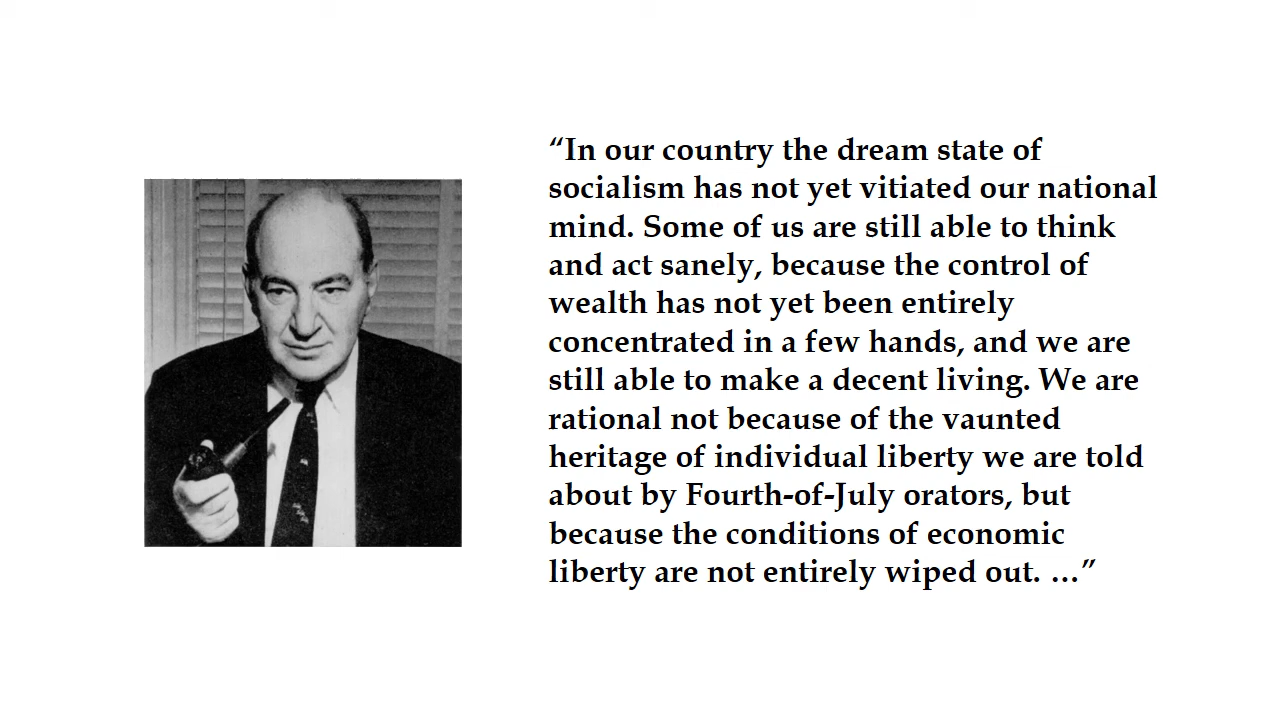 “In our country the dream state of
socialism has not yet vitiated our national
mind. Some of us are still able to think
and act sanely, because the control of
wealth has not yet been entirely
concentrated in a few hands, and we are
still able to make a decent living. We are
rational not because of the vaunted
heritage of individual liberty we are told
about by Fourth-of-July orators, but
because the conditions of economic
liberty are not entirely wiped out. …”